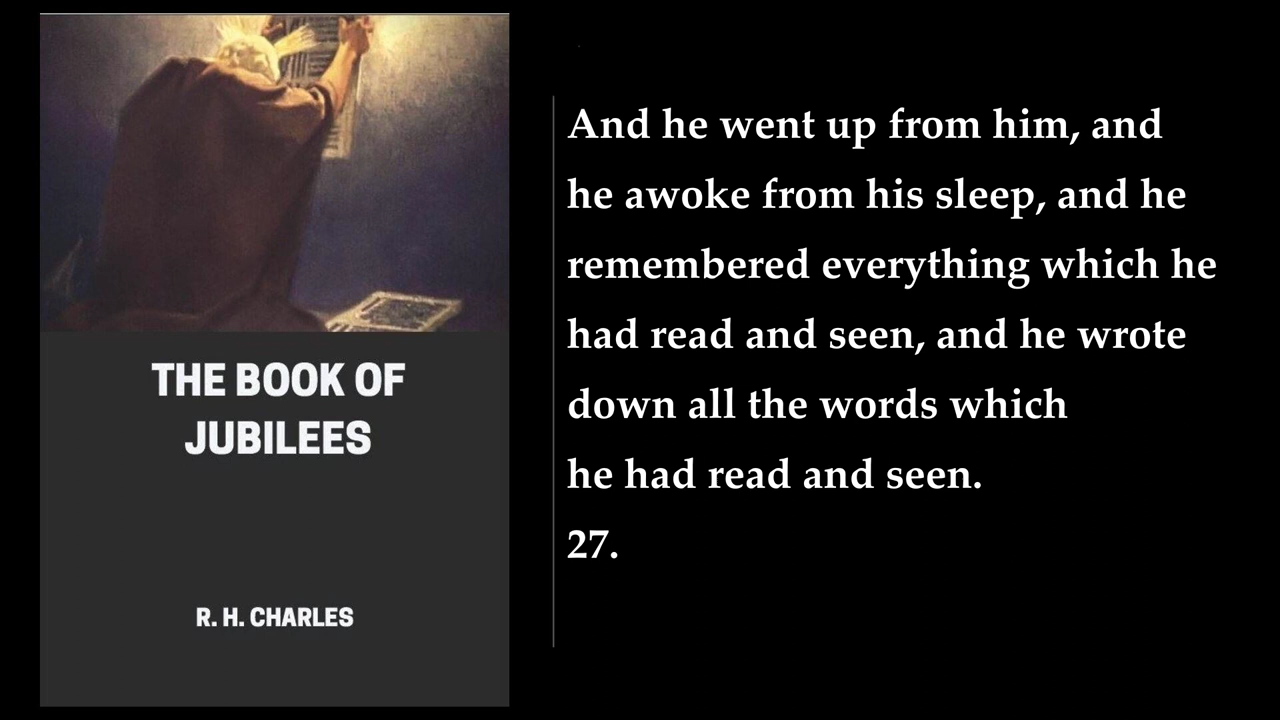 THE BOOK OF
JUBILEES
R. H. CHARLES
And he went up from him, and
he awoke from his sleep, and he
remembered everything which he
had read and seen, and he wrote
down all the words which
he had read and seen.
27.